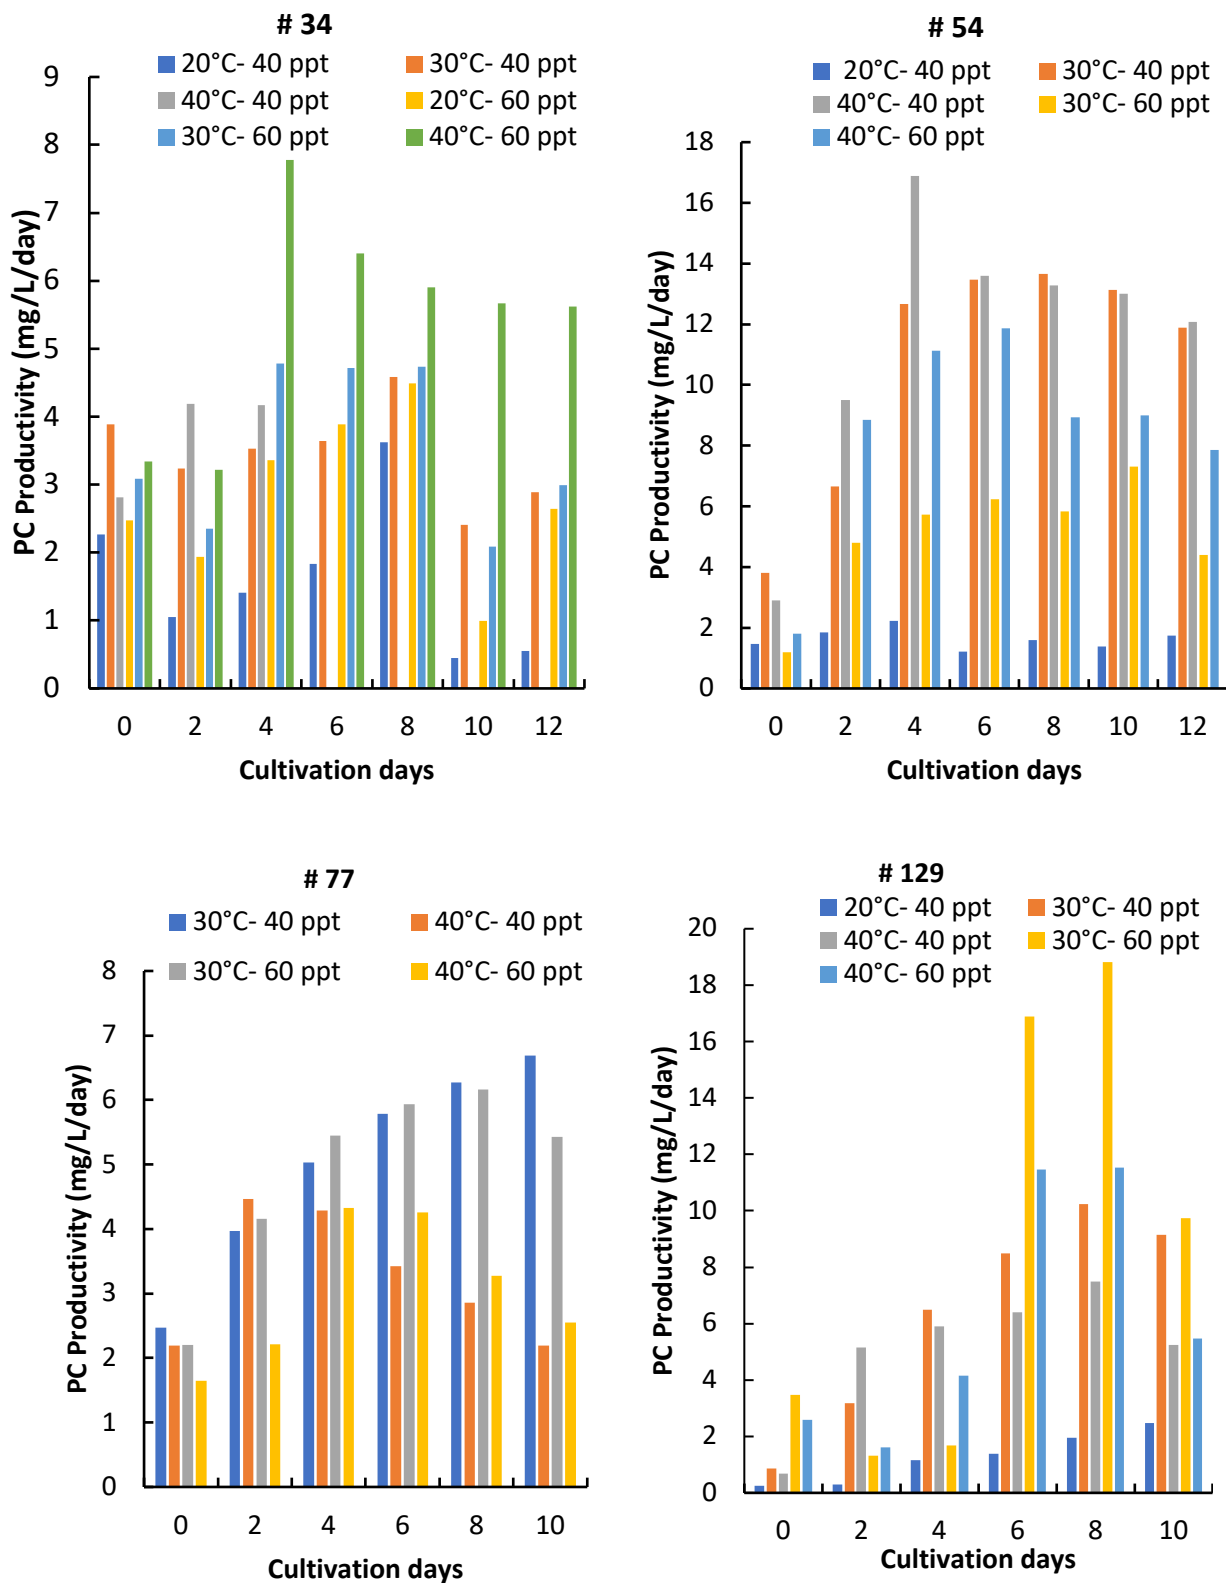 # 34
20°C- 40 ppt 30°C- 40 ppt
40°C- 40 ppt 20°C- 60 ppt
30°C- 60 ppt 40°C- 60 ppt
PC Productivity (mg/L/day)
9
8
7
6
5
4
3
2
1
0
0 2 4 6 8 10 12
Cultivation days
# 54
20°C- 40 ppt 30°C- 40 ppt
40°C- 40 ppt 30°C- 60 ppt
40°C- 60 ppt
PC Productivity (mg/L/day)
18
16
14
12
10
8
6
4
2
0
0 2 4 6 8 10 12
Cultivation days
# 77
30°C- 40 ppt 40°C- 40 ppt
30°C- 60 ppt 40°C- 60 ppt
PC Productivity (mg/L/day)
8
7
6
5
4
3
2
1
0
0 2 4 6 8 10
Cultivation days
# 129
20°C- 40 ppt 30°C- 40 ppt
40°C- 40 ppt 30°C- 60 ppt
40°C- 60 ppt
PC Productivity (mg/L/day)
20
18
16
14
12
10
8
6
4
2
0
0 2 4 6 8 10
Cultivation days